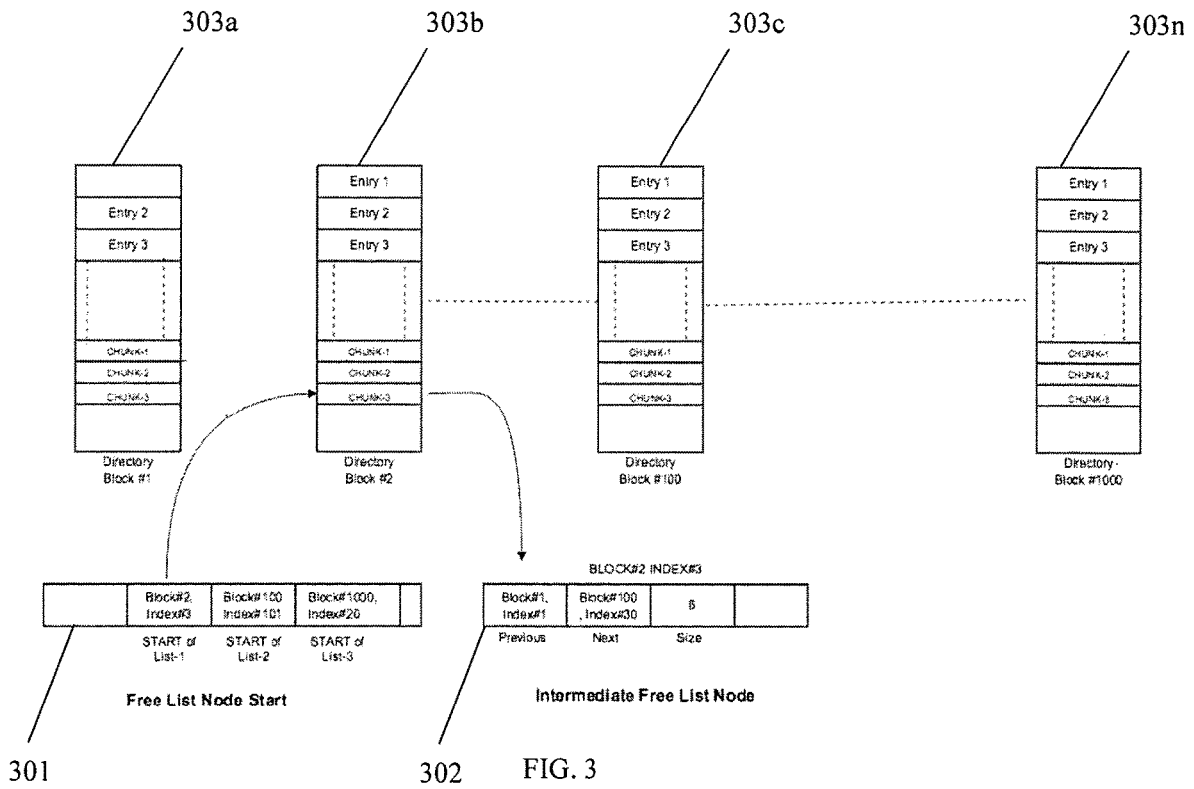 303a
303b
303c
303n
Entry 2
Entry 3
CHUNK-1
CHUNK-2
CHUNK-3
Directory
Block #1
Entry 1
Entry 2
Entry 3
CHUNK-1
CHUNK-2
CHUNK-3
Directory
Block #2
Entry 1
Entry 2
Entry 3
CHUNK-1
CHUNK-2
CHUNK-3
Directory
Block #100
Entry 1
Entry 2
Entry 3
CHUNK-1
CHUNK-2
CHUNK-3
Directory
Block #1000
Block#2,
Index#3
START of
List-1
Block#100
Index#101
START of
List-2
Block#1000,
Index#20
START of
List-3
Free List Node Start
301
BLOCK#2 INDEX#3
Block#1,
Index#1
Previous
Block#100
, Index#30
Next
Size
Intermediate Free List Node
302
FIG. 3